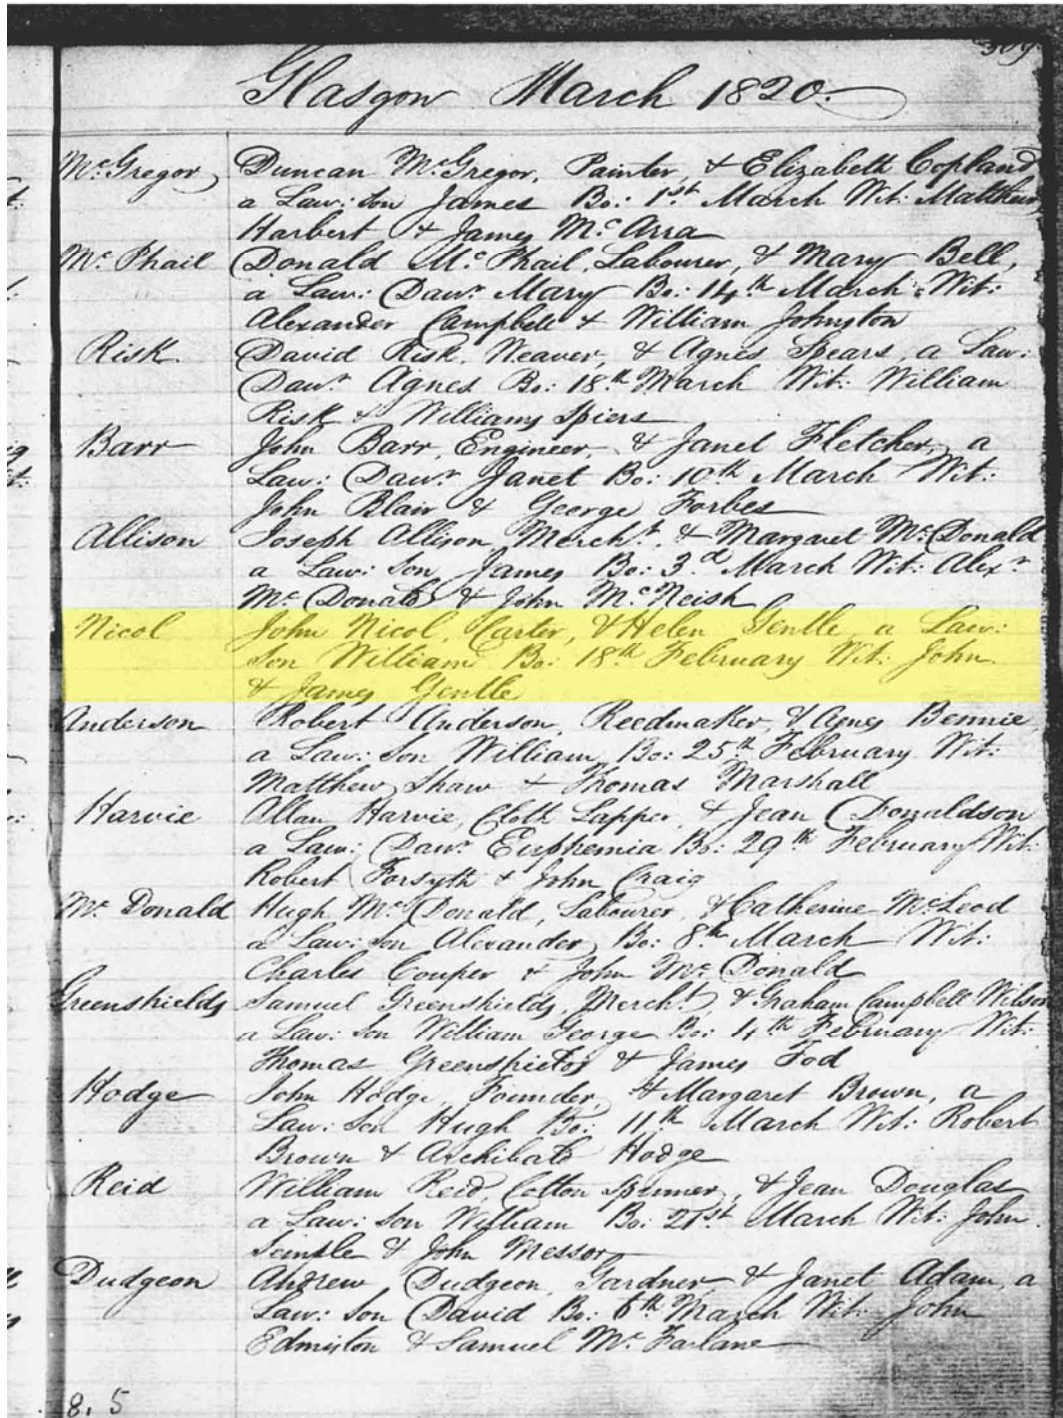 309
Glasgow March 1820.
McGregor Duncan McGregor, Painter, & Elizabeth Copland
a Law: Son James Bo: 1st March Wit: Matthew
Harbert & James McArra
Mc Phail Donald McPhail, Labourer, & Mary Bell,
a Law: Dawr Mary Bo: 14th March Wit:
Alexander Campbell & William Johnston
Risk David Risk, Weaver, & Agnes Spears, a Law:
Dawr Agnes Bo: 18th March Wit: William
Risk & Williams Spiers
Barr John Barr, Engineer, & Janet Fletcher, a
Law: Dawr Janet Bo: 10th March Wit:
John Blair & George Forbes
Allison Joseph Allison, Mercht, & Margaret McDonald
a Law: Son James Bo: 3d March Wit: Alexr
McDonald & John McNeish
Nicol John Nicol, Carter, & Helen Gentle, a Law:
Son William Bo: 18th February Wit: John
& James Gentle
Anderson Robert Anderson, Reedmaker, & Agnes Bennie
a Law: Son William Bo: 25th February Wit:
Matthew Shaw & Thomas Marshall
Harvie Allan Harvie, Cloth Lapper, & Jean Donaldson
a Law: Dawr Euphemia Bo: 29th February Wit:
Robert Forsyth & John Craig
Mc Donald Hugh McDonald, Labourer, & Catherine McLeod
a Law: Son Alexander Bo: 8th March Wit:
Charles Couper & John McDonald
Greenshields Samuel Greenshields, Mercht, & Graham Campbell Wilson
a Law: Son William George Bo: 14th February Wit:
Thomas Greenshields & James Tod
Hodge John Hodge, Founder, & Margaret Brown, a
Law: Son Hugh Bo: 11th March Wit: Robert
Brown & Archibald Hodge
Reid William Reid, Cotton Spinner, & Jean Douglas
a Law: Son William Bo: 21st March Wit: John
Semple & John Messor
Dudgeon Andrew Dudgeon, Gardner & Janet Adam, a
Law: Son David Bo: 6th March Wit: John
Edmiston & Samuel McFarlane
8. 5